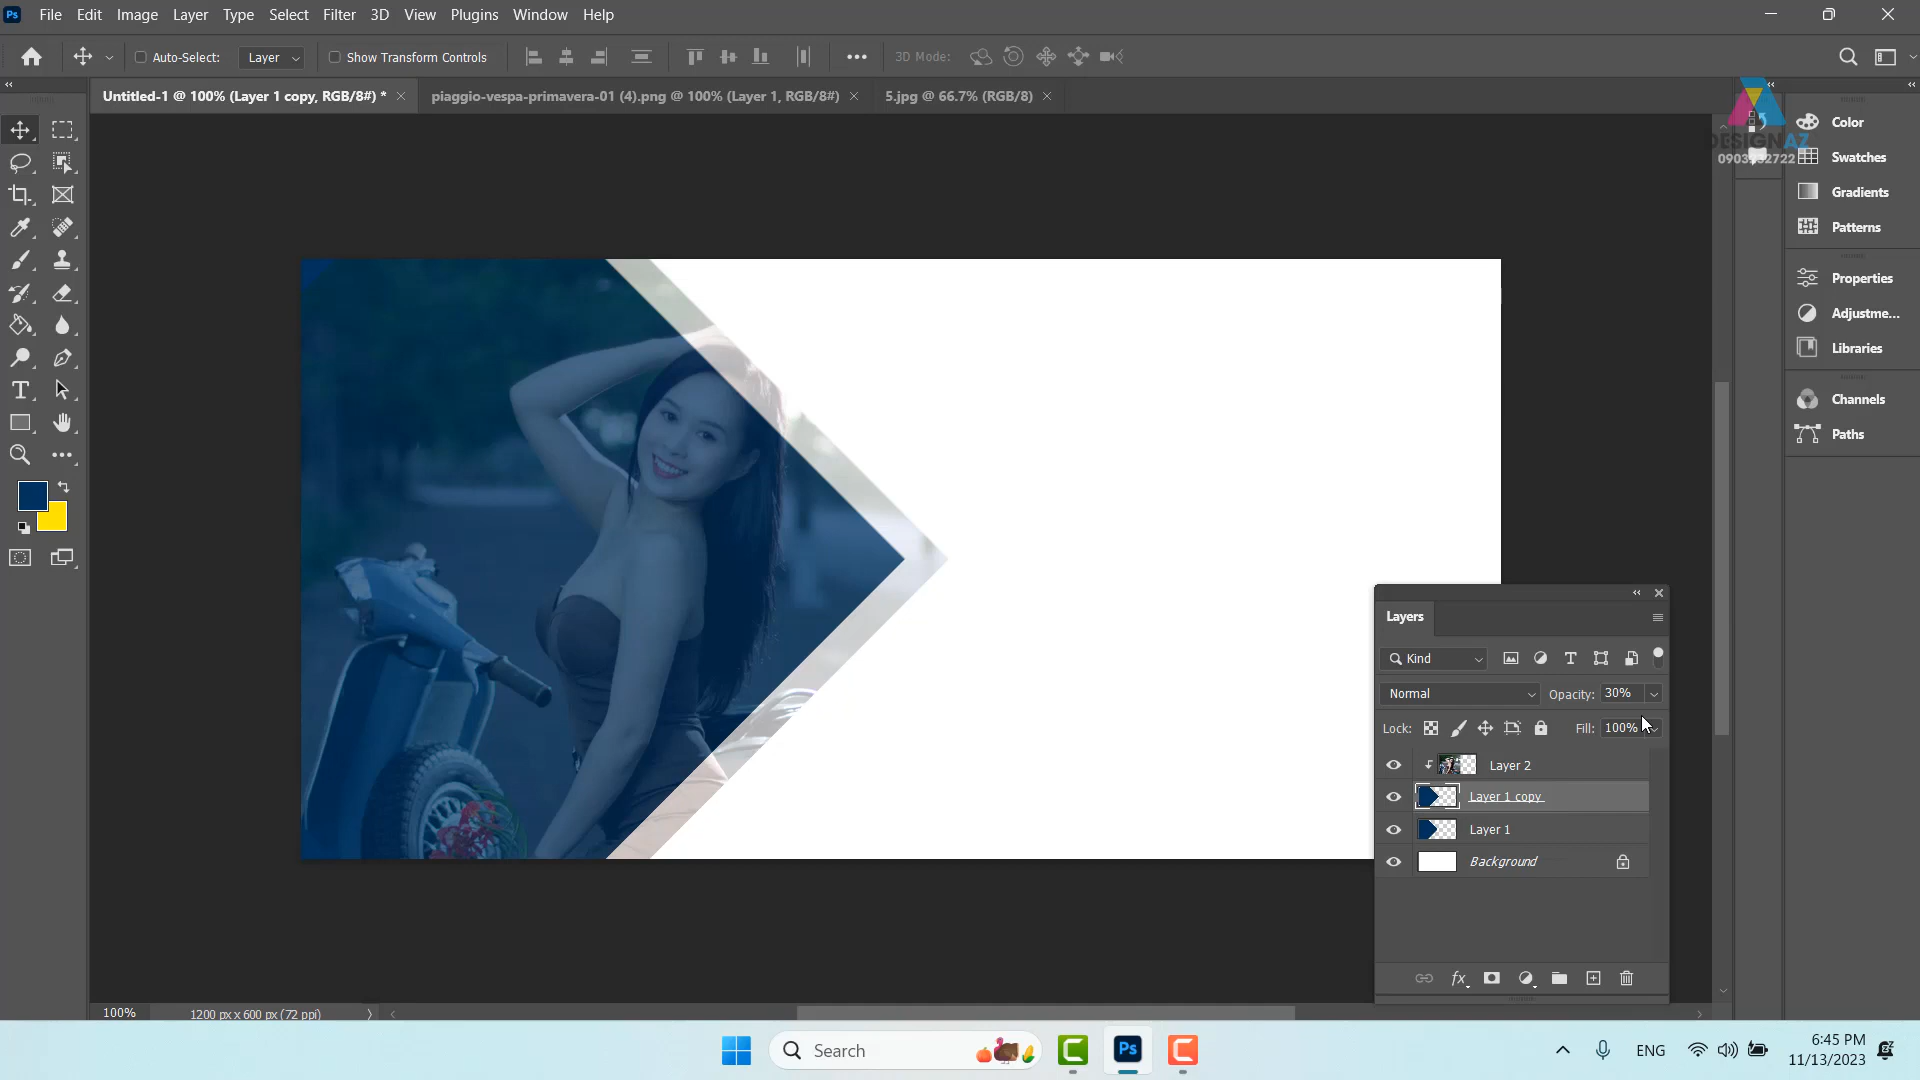 Ps File Edit Image Layer Type Select Filter 3D View Plugins Window Help
Auto-Select: Layer Show Transform Controls 3D Mode:
Untitled-1 @ 100% (Layer 1 copy, RGB/8#) * piaggio-vespa-primavera-01 (4).png @ 100% (Layer 1, RGB/8#) 5.jpg @ 66.7% (RGB/8)
DESIGNAZ
Color
Swatches
Gradients
Patterns
Properties
Adjustme...
Libraries
Channels
Paths
Layers
Kind
Normal Opacity: 30%
Lock: Fill: 100%
Layer 2
Layer 1 copy
Layer 1
Background
fx
100% 1200 px x 600 px (72 ppi)
Search Ps ENG 6:45 PM
11/13/2023